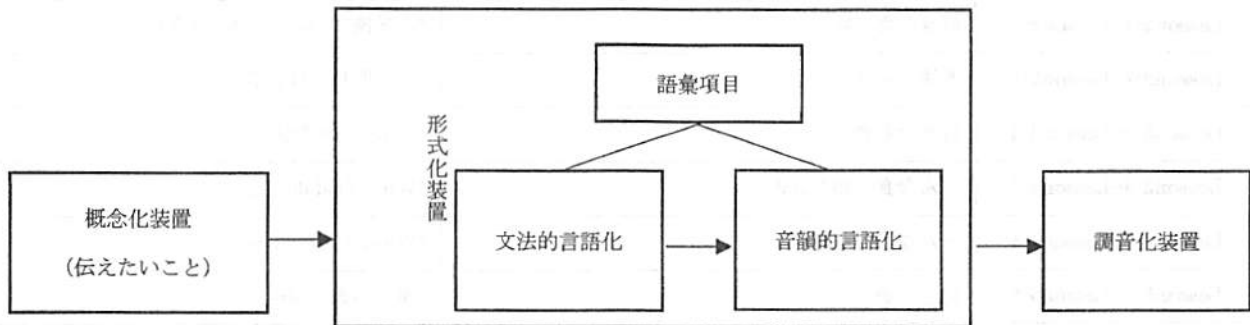 語彙項目
形式化装置
概念化装置
(伝えたいこと)
文法的言語化
音韻的言語化
調音化装置